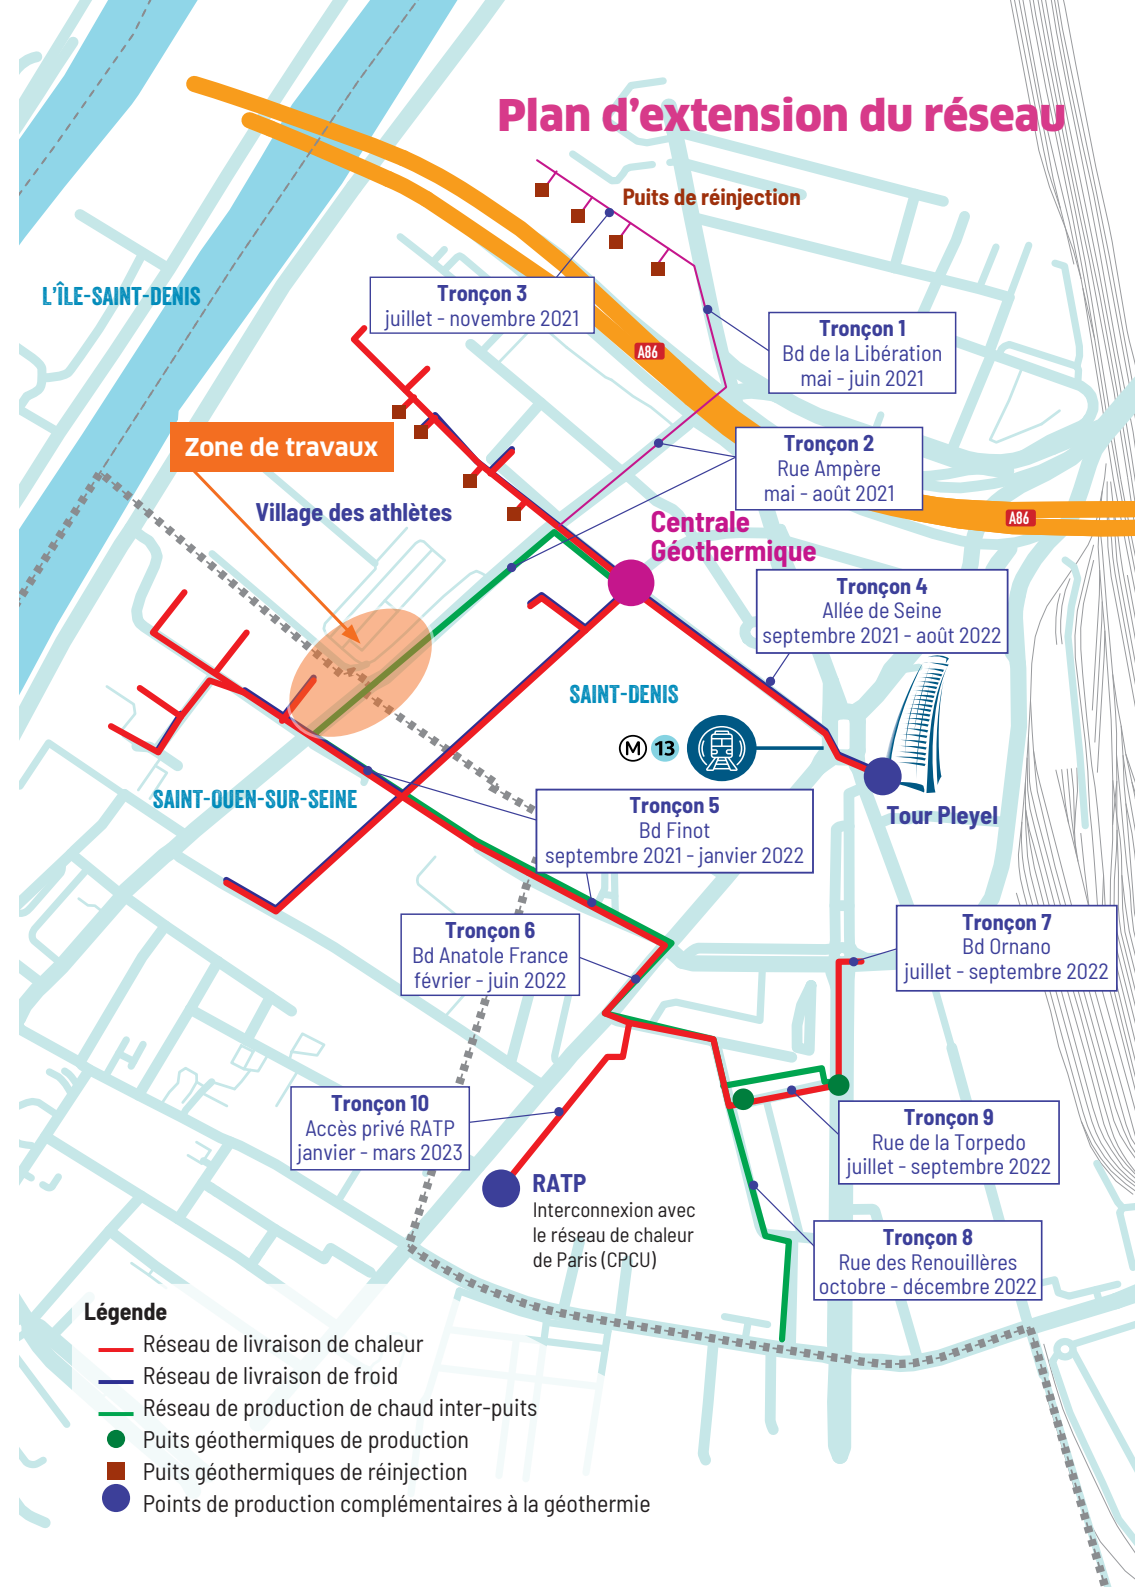 Plan d'extension du réseau
Puits de réinjection
L'ÎLE-SAINT-DENIS
Tronçon 3
juillet - novembre 2021
Tronçon 1
Bd de la Libération
mai - juin 2021
A86
Zone de travaux
Tronçon 2
Rue Ampère
mai - août 2021
Village des athlètes
A86
Centrale
Géothermique
Tronçon 4
Allée de Seine
septembre 2021 - août 2022
SAINT-DENIS
M 13
SAINT-OUEN-SUR-SEINE
Tour Pleyel
Tronçon 5
Bd Finot
septembre 2021 - janvier 2022
Tronçon 6
Bd Anatole France
février - juin 2022
Tronçon 7
Bd Ornano
juillet - septembre 2022
Tronçon 10
Accès privé RATP
janvier - mars 2023
Tronçon 9
Rue de la Torpedo
juillet - septembre 2022
RATP
Interconnexion avec
le réseau de chaleur
de Paris (CPCU)
Tronçon 8
Rue des Renouillères
octobre - décembre 2022
Légende
Réseau de livraison de chaleur
Réseau de livraison de froid
Réseau de production de chaud inter-puits
Puits géothermiques de production
Puits géothermiques de réinjection
Points de production complémentaires à la géothermie